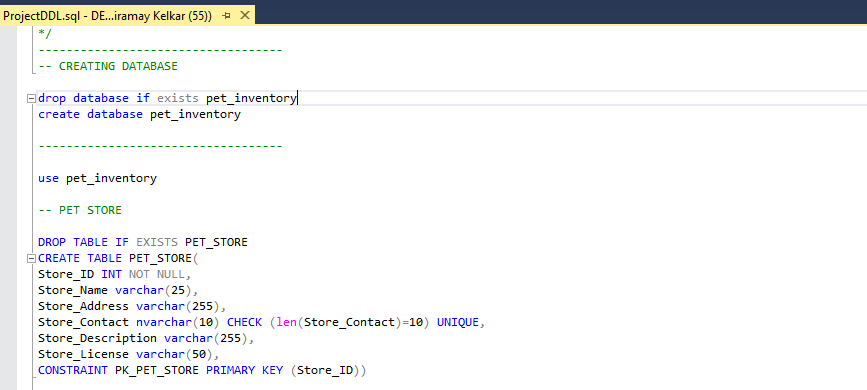 ProjectDDL.sql - DE...iramay Kelkar (55))
*/
-----------------------------------
-- CREATING DATABASE
drop database if exists pet_inventory
create database pet_inventory
-----------------------------------
use pet_inventory
-- PET STORE
DROP TABLE IF EXISTS PET_STORE
CREATE TABLE PET_STORE(
Store_ID INT NOT NULL,
Store_Name varchar(25),
Store_Address varchar(255),
Store_Contact nvarchar(10) CHECK (len(Store_Contact)=10) UNIQUE,
Store_Description varchar(255),
Store_License varchar(50),
CONSTRAINT PK_PET_STORE PRIMARY KEY (Store_ID))